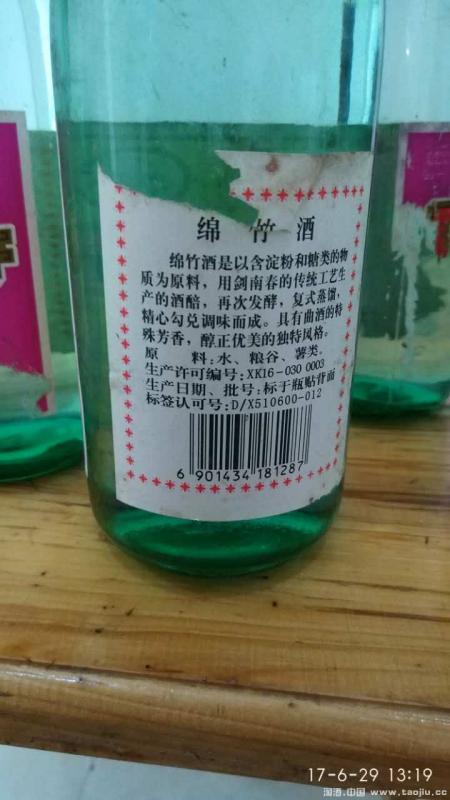 绵竹酒
绵竹酒是以含淀粉和糖类的物
质为原料，用剑南春的传统工艺生
产的酒醅，再次发酵，复式蒸馏，
精心勾兑调味而成。具有曲酒的特
殊芳香，醇正优美的独特风格。
原　　料:水、粮谷、薯类。
生产许可编号:XK16-030 0003
生产日期、批号:标于瓶贴背面
标签认可号:D/X510600-012
6 901434 181287
17-6-29 13:19
淘酒.中国 www.taojiu.cc